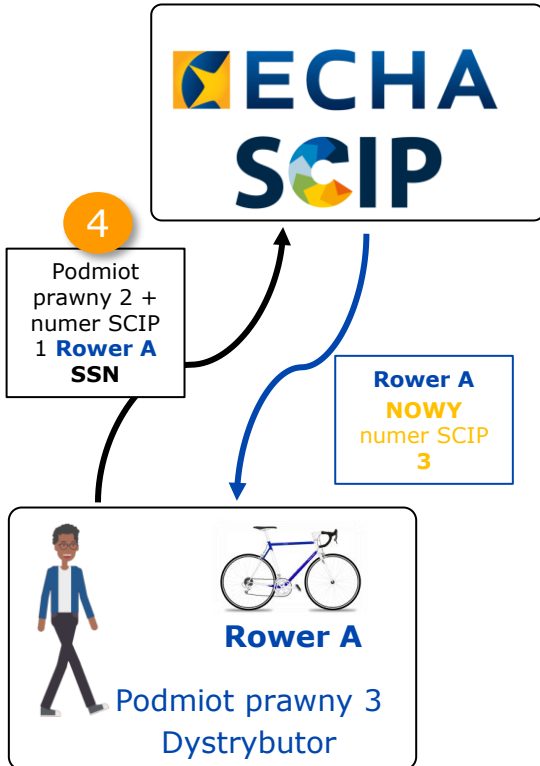 ECHA
SCIP
4
Podmiot
prawny 2 +
numer SCIP
1 Rower A
SSN
Rower A
NOWY
numer SCIP
3
Rower A
Podmiot prawny 3
Dystrybutor